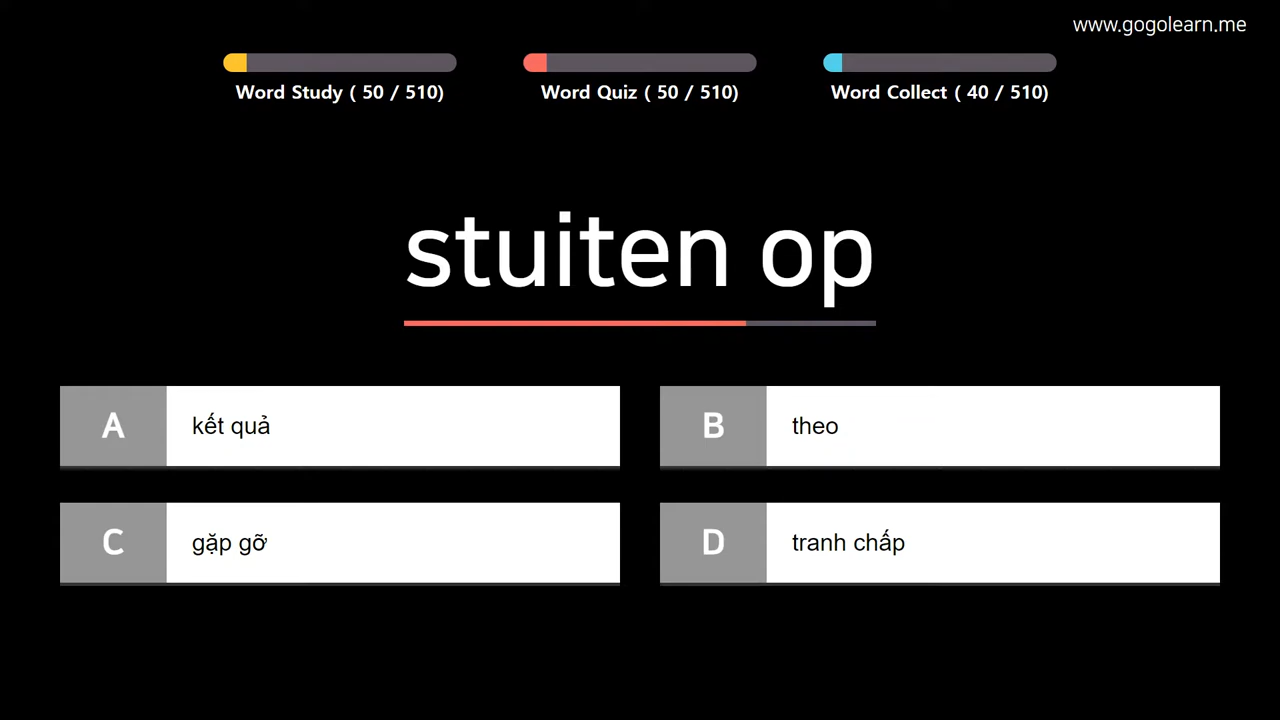 www.gogolearn.me
Word Study ( 50 / 510)
Word Quiz ( 50 / 510)
Word Collect ( 40 / 510)
stuiten op
A kết quả
B theo
C gặp gỡ
D tranh chấp